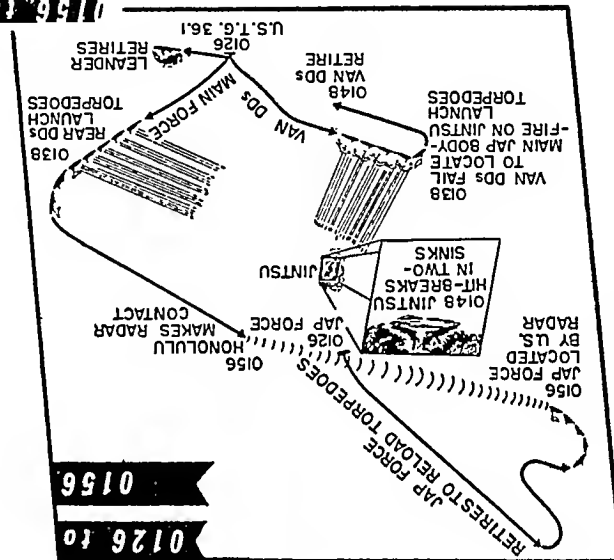 0126 to
0156
JAP FORCE
RETIRES TO RELOAD TORPEDOES
0156
JAP FORCE
LOCATED
BY U.S.
RADAR
0126
JAP FORCE
0156
HONOLULU
MAKES RADAR
CONTACT
0148 JINTSU
HIT-BREAKS
IN TWO-
SINKS
JINTSU
0138
VAN DDs FAIL
TO LOCATE
MAIN JAP BODY
-FIRE ON JINTSU
LAUNCH
TORPEDOES
0138
REAR DDs
LAUNCH
TORPEDOES
VAN DDs
MAIN FORCE
0148
VAN DDs
RETIRE
LEANDER
RETIRES
0126
U.S.T.G. 36.1
0156 to